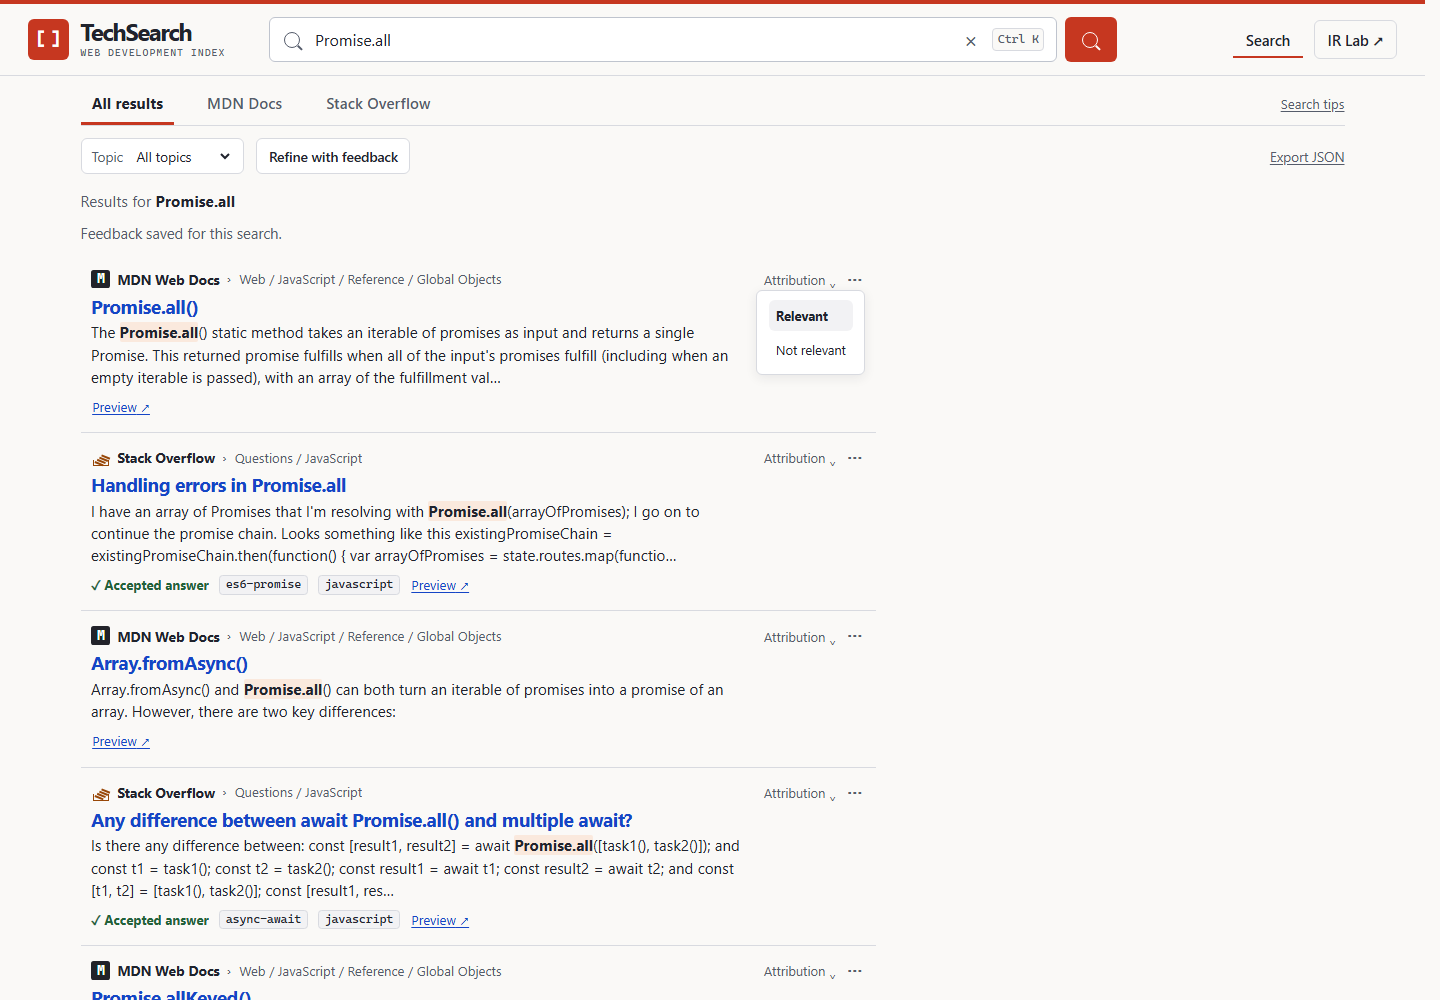 [ ] TechSearch
WEB DEVELOPMENT INDEX
Promise.all
× Ctrl K
Search
IR Lab ↗
All results
MDN Docs
Stack Overflow
Search tips
Topic All topics
Refine with feedback
Export JSON
Results for Promise.all
Feedback saved for this search.
M MDN Web Docs › Web / JavaScript / Reference / Global Objects
Attribution ˅ ···
Promise.all()
Relevant
Not relevant
The Promise.all() static method takes an iterable of promises as input and returns a single
Promise. This returned promise fulfills when all of the input's promises fulfill (including when an
empty iterable is passed), with an array of the fulfillment val...
Preview ↗
Stack Overflow › Questions / JavaScript
Attribution ˅ ···
Handling errors in Promise.all
I have an array of Promises that I'm resolving with Promise.all(arrayOfPromises); I go on to
continue the promise chain. Looks something like this existingPromiseChain =
existingPromiseChain.then(function() { var arrayOfPromises = state.routes.map(functio...
✓ Accepted answer es6-promise javascript Preview ↗
M MDN Web Docs › Web / JavaScript / Reference / Global Objects
Attribution ˅ ···
Array.fromAsync()
Array.fromAsync() and Promise.all() can both turn an iterable of promises into a promise of an
array. However, there are two key differences:
Preview ↗
Stack Overflow › Questions / JavaScript
Attribution ˅ ···
Any difference between await Promise.all() and multiple await?
Is there any difference between: const [result1, result2] = await Promise.all([task1(), task2()]); and
const t1 = task1(); const t2 = task2(); const result1 = await t1; const result2 = await t2; and const
[t1, t2] = [task1(), task2()]; const [result1, res...
✓ Accepted answer async-await javascript Preview ↗
M MDN Web Docs › Web / JavaScript / Reference / Global Objects
Attribution ˅ ···
Promise.allKeyed()